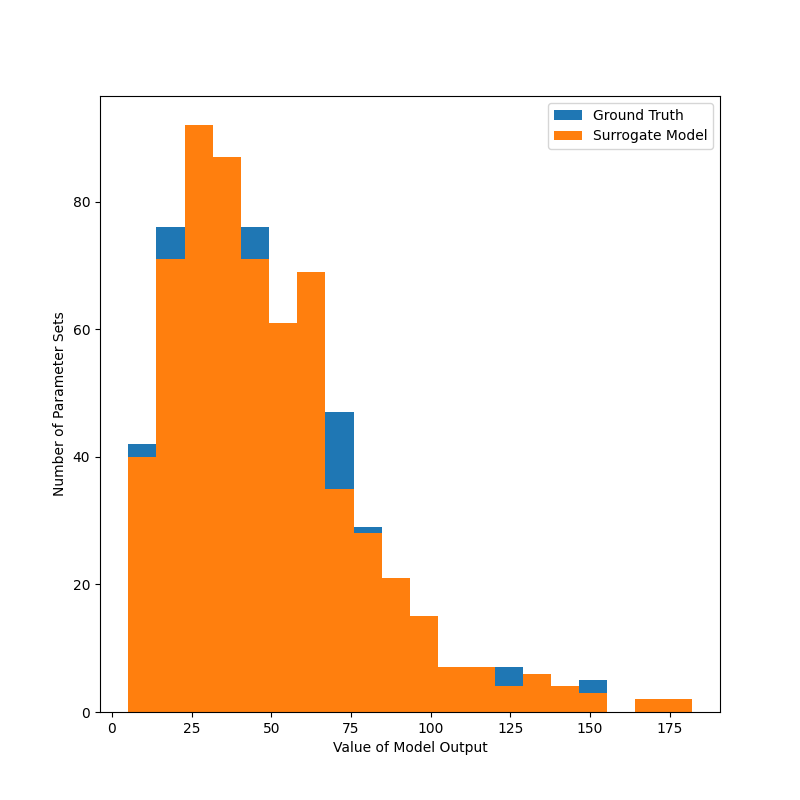 Ground Truth
Surrogate Model
80
60
40
20
0
Number of Parameter Sets
0 25 50 75 100 125 150 175
Value of Model Output